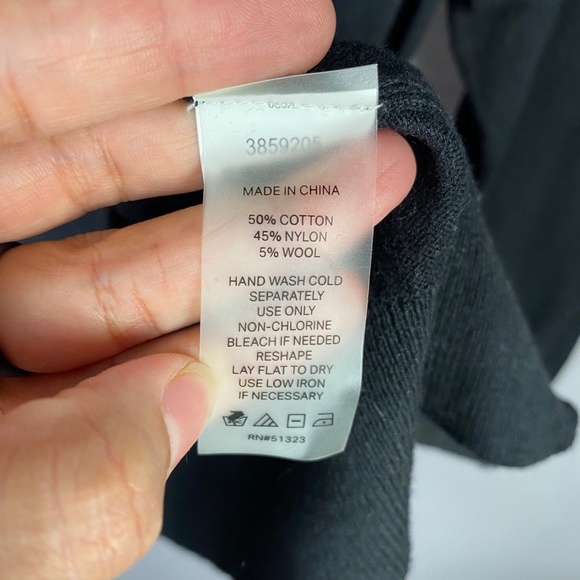 3859205
MADE IN CHINA
50% COTTON
45% NYLON
5% WOOL
HAND WASH COLD
SEPARATELY
USE ONLY
NON-CHLORINE
BLEACH IF NEEDED
RESHAPE
LAY FLAT TO DRY
USE LOW IRON
IF NECESSARY
RN#51323